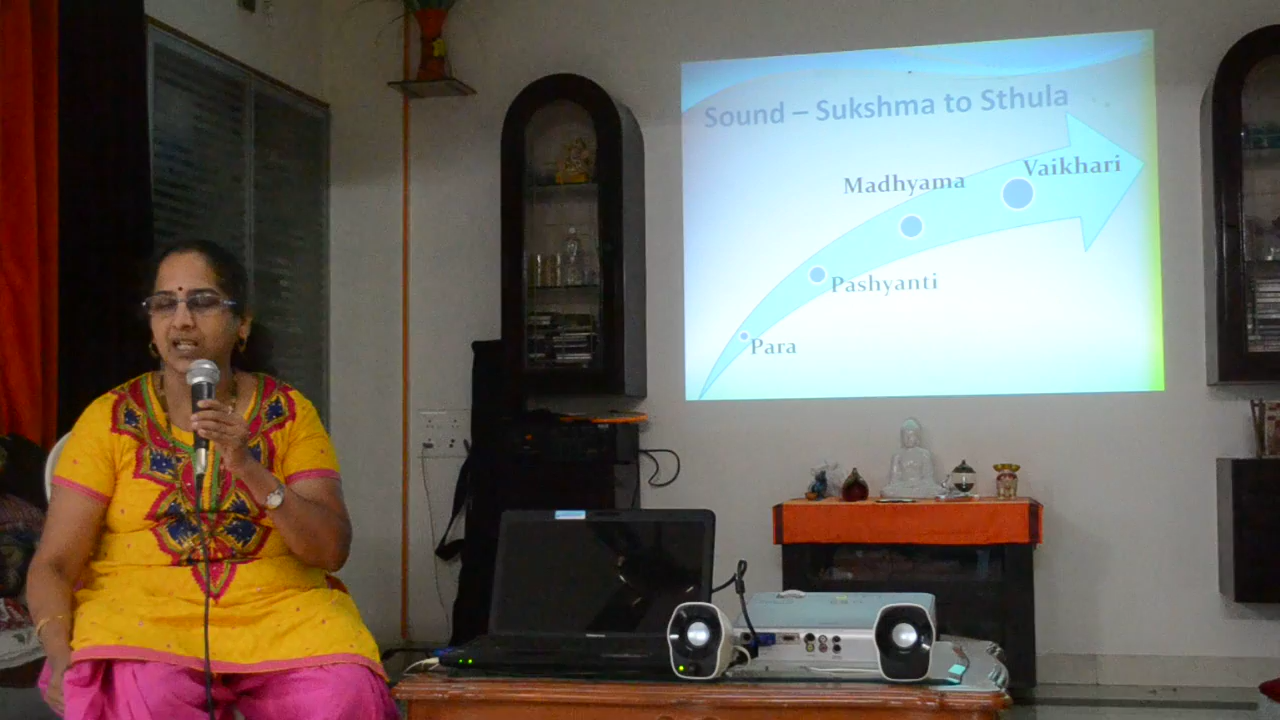 Sound – Sukshma to Sthula
Vaikhari
Madhyama
Pashyanti
Para